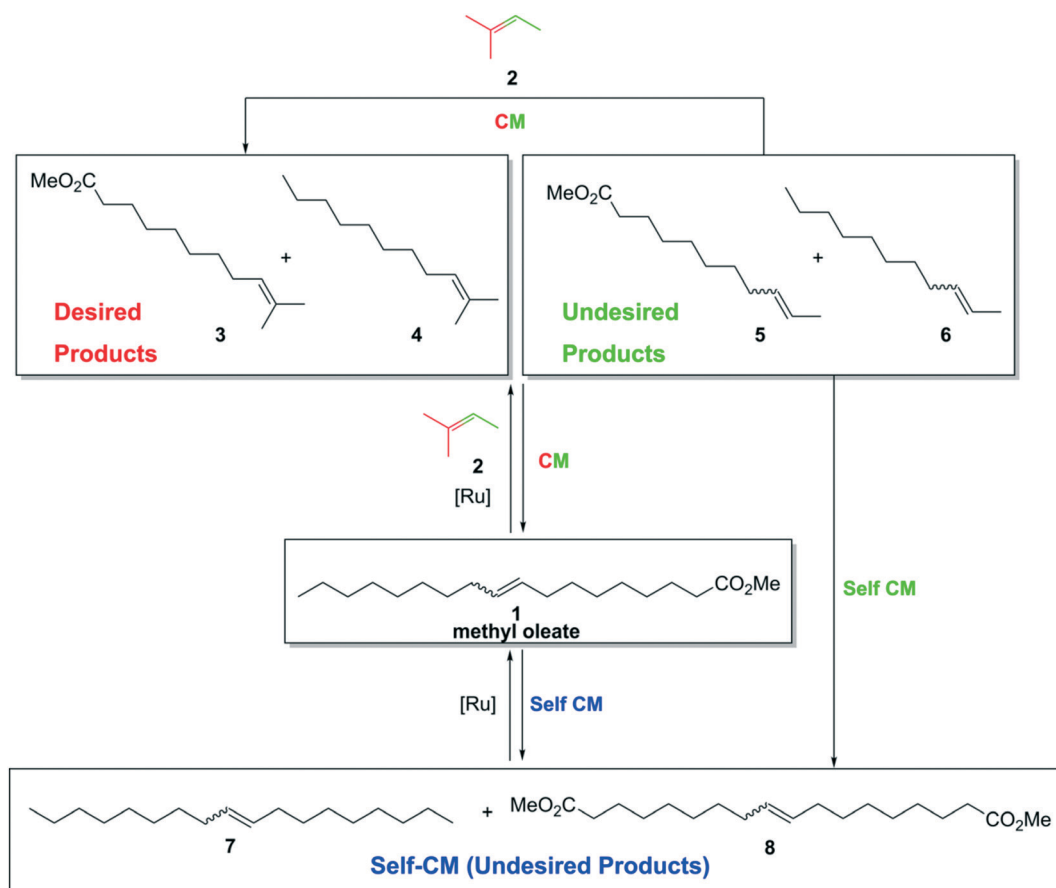 2
CM
MeO₂C
+
Desired
Products
3
4
MeO₂C
+
Undesired
Products
5
6
2
[Ru]
CM
CO₂Me
1
methyl oleate
Self CM
[Ru]
Self CM
7
+
MeO₂C
CO₂Me
8
Self-CM (Undesired Products)